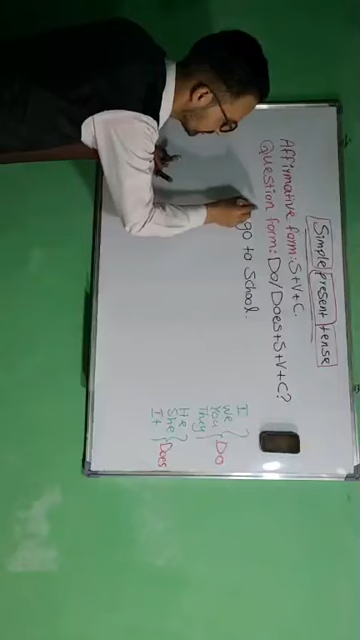 Simple present tense
Affirmative form: S+V+C.
Question form: Do/Does+S+V+C?
go to School.
I
We
You
They
Do
He
She
It
Does